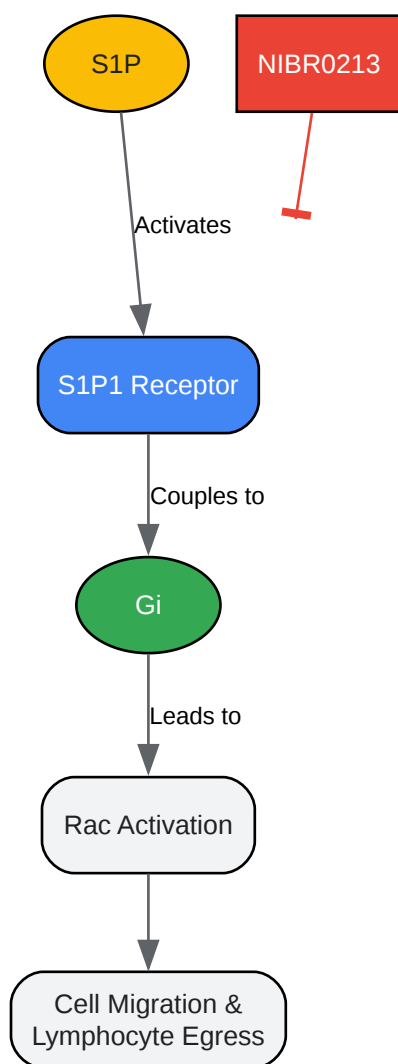 S1P
NIBR0213
Activates
S1P1 Receptor
Couples to
Gi
Leads to
Rac Activation
Cell Migration &
Lymphocyte Egress